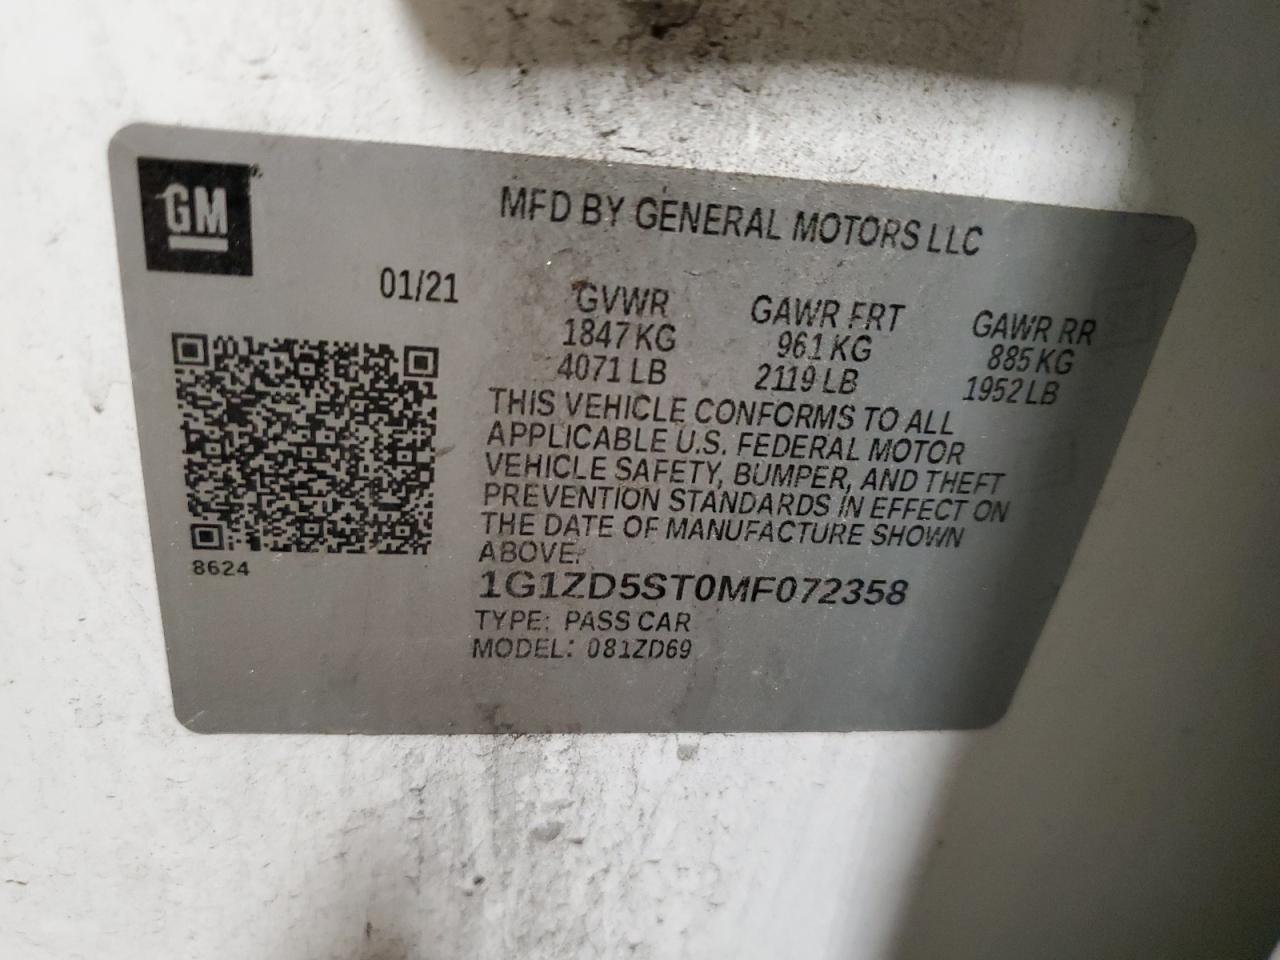 GM
MFD BY GENERAL MOTORS LLC
01/21
GVWR GAWR FRT GAWR RR
1847 KG 961 KG 885 KG
4071 LB 2119 LB 1952 LB
THIS VEHICLE CONFORMS TO ALL
APPLICABLE U.S. FEDERAL MOTOR
VEHICLE SAFETY, BUMPER, AND THEFT
PREVENTION STANDARDS IN EFFECT ON
THE DATE OF MANUFACTURE SHOWN
ABOVE.
1G1ZD5ST0MF072358
TYPE: PASS CAR
MODEL: 081ZD69
8624